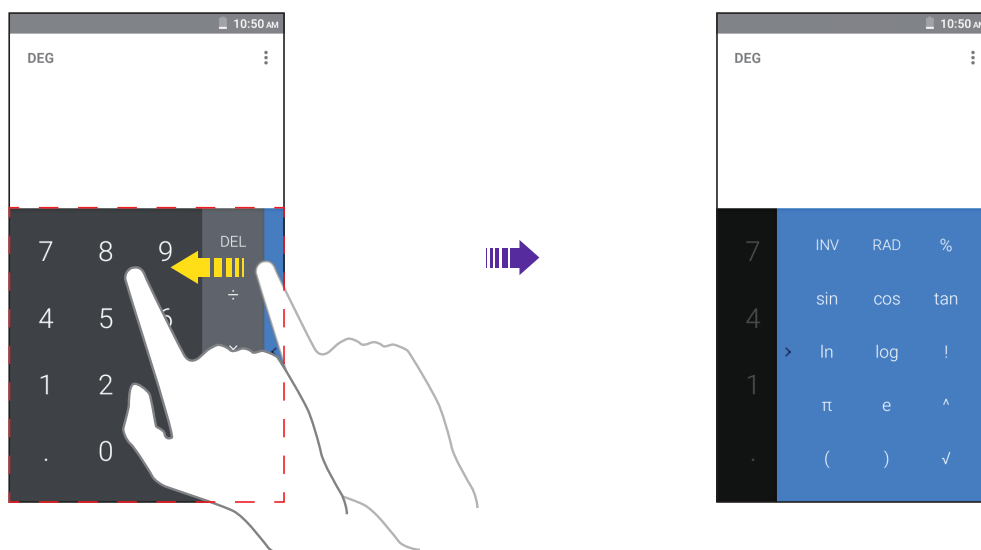 10:50 AM
DEG
7 8 9 DEL
÷
4 5 6 ×
1 2
. 0
10:50 AM
DEG
7 INV RAD %
4 sin cos tan
ln log !
1 π e ^
. ( ) √